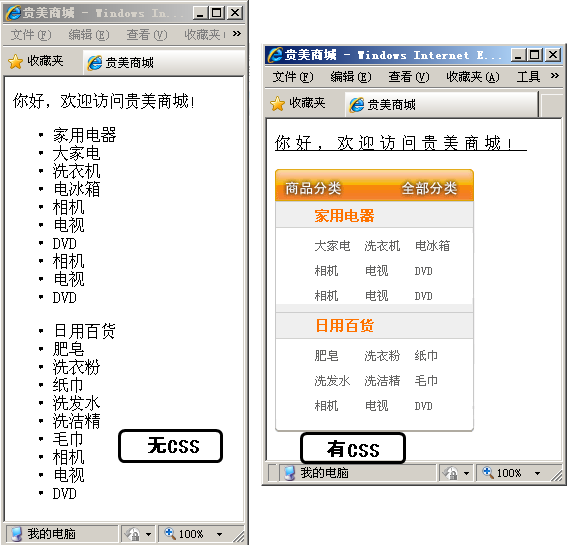 贵美商城 - Windows In...
文件(F) 编辑(E) 查看(V) 收藏夹 »
收藏夹 贵美商城
你好，欢迎访问贵美商城!
• 家用电器
• 大家电
• 洗衣机
• 电冰箱
• 相机
• 电视
• DVD
• 相机
• 电视
• DVD
• 日用百货
• 肥皂
• 洗衣粉
• 纸巾
• 洗发水
• 洗洁精
• 毛巾
• 相机
• 电视
• DVD
无CSS
我的电脑 100%
贵美商城 - Windows Internet E...
文件(F) 编辑(E) 查看(V) 收藏夹(A) 工具 »
收藏夹 贵美商城
你好，欢迎访问贵美商城!
商品分类 全部分类
家用电器
大家电 洗衣机 电冰箱
相机 电视 DVD
相机 电视 DVD
日用百货
肥皂 洗衣粉 纸巾
洗发水 洗洁精 毛巾
相机 电视 DVD
有CSS
我的电脑 100%